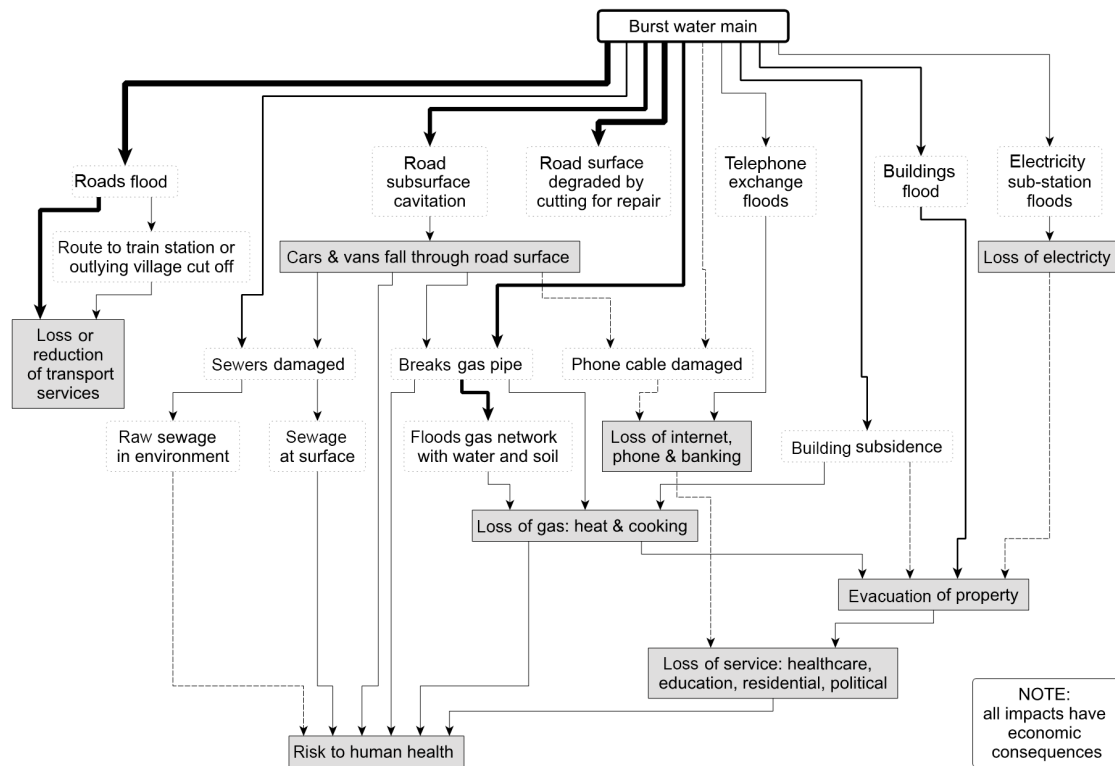 Burst water main
Roads flood
Road
subsurface
cavitation
Road surface
degraded by
cutting for repair
Telephone
exchange
floods
Buildings
flood
Electricity
sub-station
floods
Route to train station or
outlying village cut off
Cars & vans fall through road surface
Loss of electricty
Loss or
reduction
of transport
services
Sewers damaged
Breaks gas pipe
Phone cable damaged
Raw sewage
in environment
Sewage
at surface
Floods gas network
with water and soil
Loss of internet,
phone & banking
Building subsidence
Loss of gas: heat & cooking
Evacuation of property
Loss of service: healthcare,
education, residential, political
Risk to human health
NOTE:
all impacts have
economic
consequences